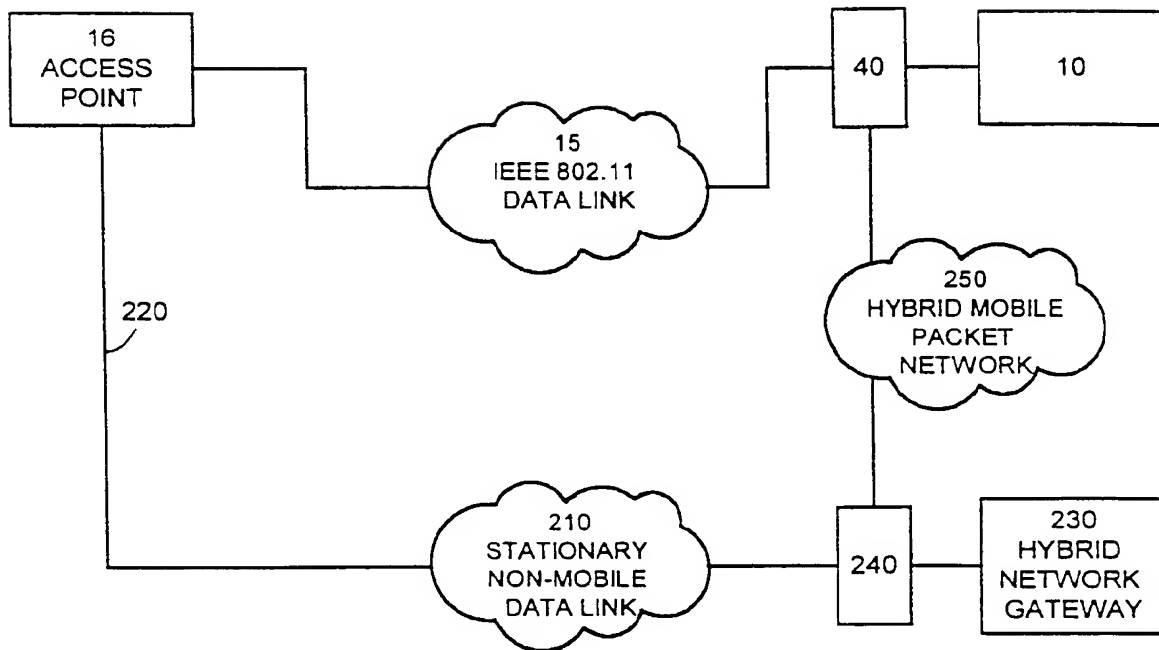 16
ACCESS
POINT
40
10
15
IEEE 802.11
DATA LINK
250
HYBRID MOBILE
PACKET
NETWORK
220
210
STATIONARY
NON-MOBILE
DATA LINK
240
230
HYBRID
NETWORK
GATEWAY